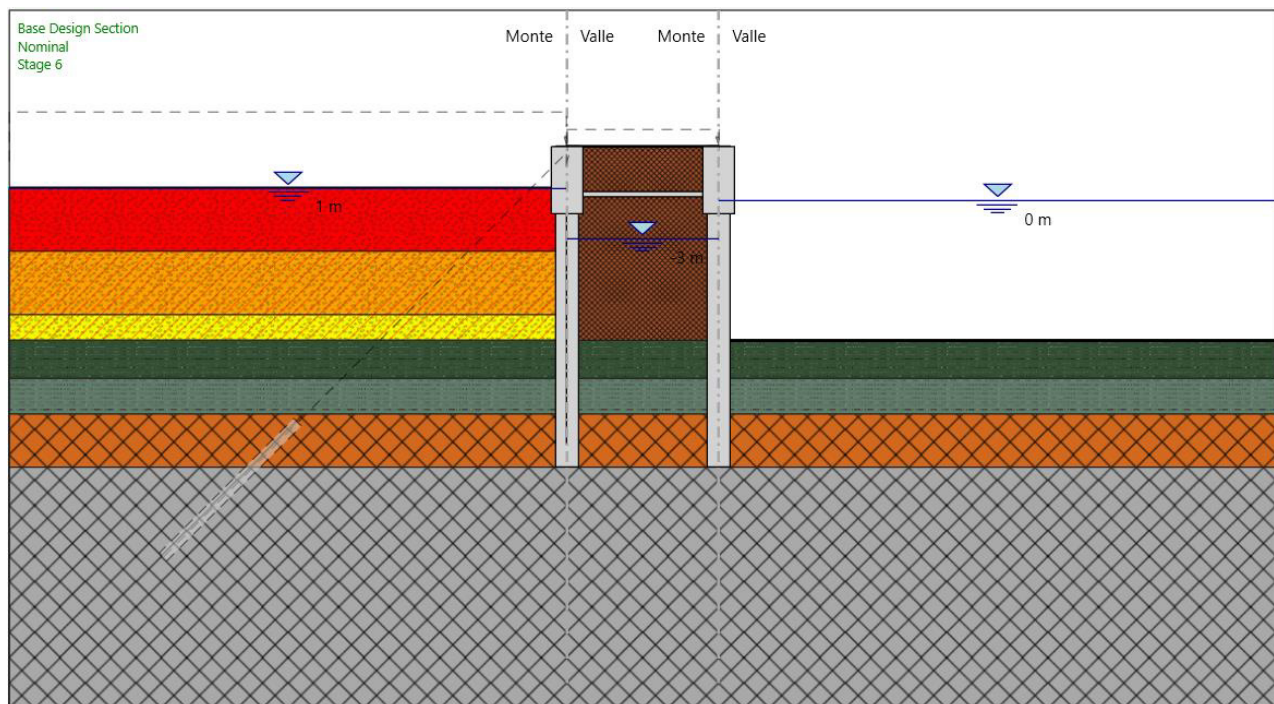 Base Design Section
Nominal
Stage 6
Monte Valle Monte Valle
1 m
0 m
-3 m